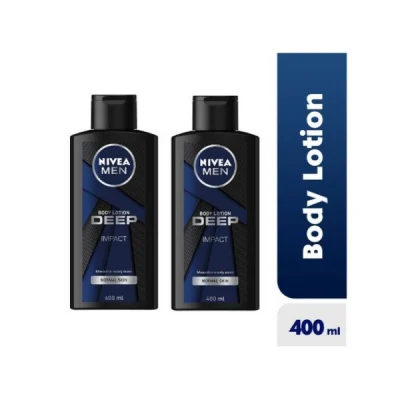 NIVEA
MEN
BODY LOTION
DEEP
IMPACT
NORMAL SKIN
400 ml
NIVEA
MEN
BODY LOTION
DEEP
IMPACT
NORMAL SKIN
400 ml
Body Lotion
400 ml